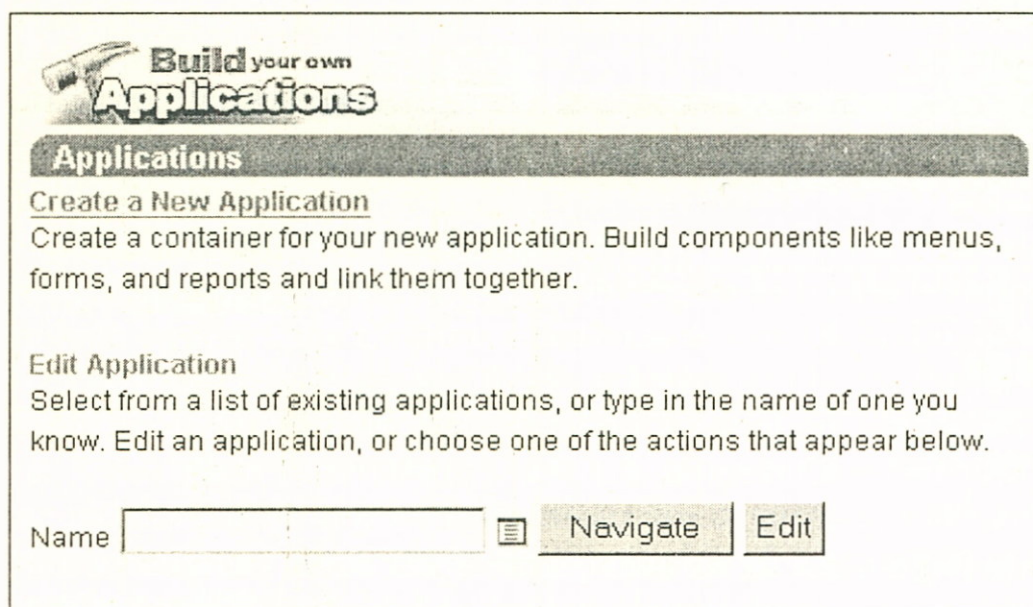 Build your own
Applications
Applications
Create a New Application
Create a container for your new application. Build components like menus,
forms, and reports and link them together.
Edit Application
Select from a list of existing applications, or type in the name of one you
know. Edit an application, or choose one of the actions that appear below.
Name Navigate Edit